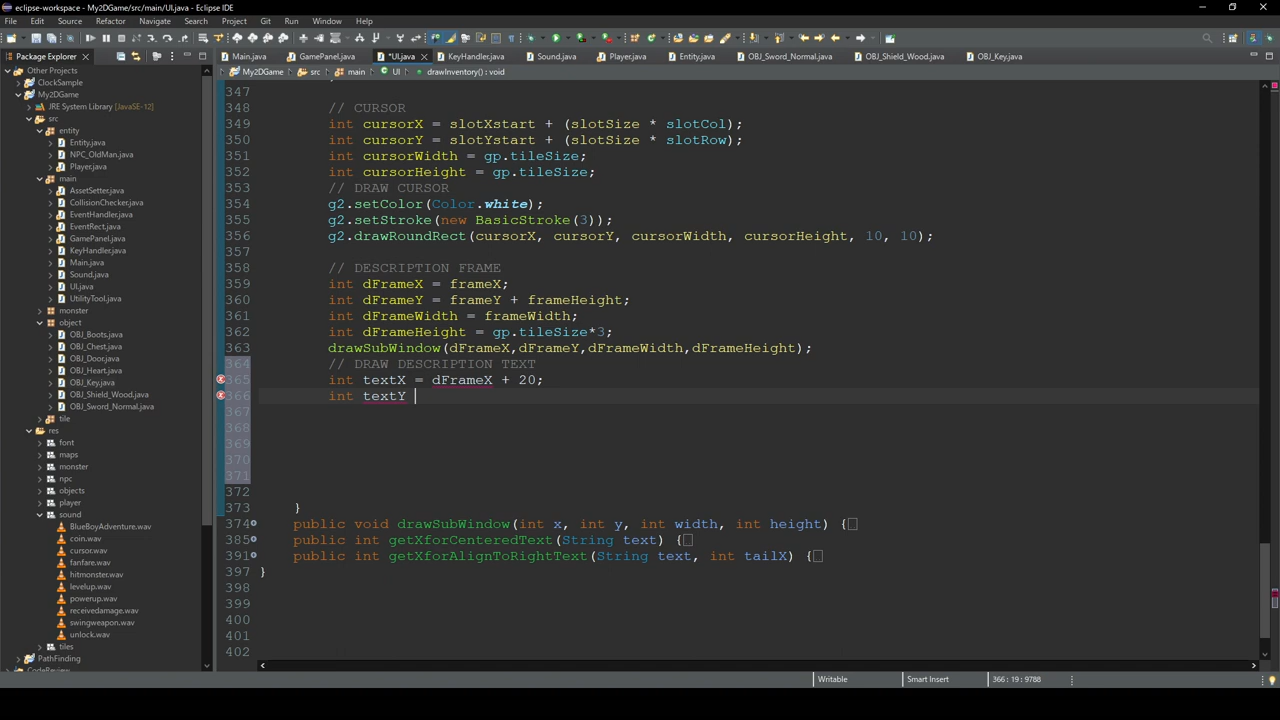 eclipse-workspace - My2DGame/src/main/UI.java - Eclipse IDE
File Edit Source Refactor Navigate Search Project Git Run Window Help
Package Explorer
Main.java GamePanel.java *UI.java KeyHandler.java Sound.java Player.java Entity.java OBJ_Sword_Normal.java OBJ_Shield_Wood.java OBJ_Key.java
My2DGame src main UI drawInventory() : void
Other Projects
ClockSample
My2DGame
JRE System Library [JavaSE-12]
src
entity
Entity.java
NPC_OldMan.java
Player.java
main
AssetSetter.java
CollisionChecker.java
EventHandler.java
EventRect.java
GamePanel.java
KeyHandler.java
Main.java
Sound.java
UI.java
UtilityTool.java
monster
object
OBJ_Boots.java
OBJ_Chest.java
OBJ_Door.java
OBJ_Heart.java
OBJ_Key.java
OBJ_Shield_Wood.java
OBJ_Sword_Normal.java
tile
res
font
maps
monster
npc
objects
player
sound
BlueBoyAdventure.wav
coin.wav
cursor.wav
fanfare.wav
hitmonster.wav
levelup.wav
powerup.wav
receivedamage.wav
swingweapon.wav
unlock.wav
tiles
PathFinding
347
348 // CURSOR
349 int cursorX = slotXstart + (slotSize * slotCol);
350 int cursorY = slotYstart + (slotSize * slotRow);
351 int cursorWidth = gp.tileSize;
352 int cursorHeight = gp.tileSize;
353 // DRAW CURSOR
354 g2.setColor(Color.white);
355 g2.setStroke(new BasicStroke(3));
356 g2.drawRoundRect(cursorX, cursorY, cursorWidth, cursorHeight, 10, 10);
357
358 // DESCRIPTION FRAME
359 int dFrameX = frameX;
360 int dFrameY = frameY + frameHeight;
361 int dFrameWidth = frameWidth;
362 int dFrameHeight = gp.tileSize*3;
363 drawSubWindow(dFrameX,dFrameY,dFrameWidth,dFrameHeight);
364 // DRAW DESCRIPTION TEXT
365 int textX = dFrameX + 20;
366 int textY
367
368
369
370
371
372
373 }
374 public void drawSubWindow(int x, int y, int width, int height) {
385 public int getXforCenteredText(String text) {
391 public int getXforAlignToRightText(String text, int tailX) {
397 }
398
399
400
401
402
Writable Smart Insert 366 : 19 : 9788